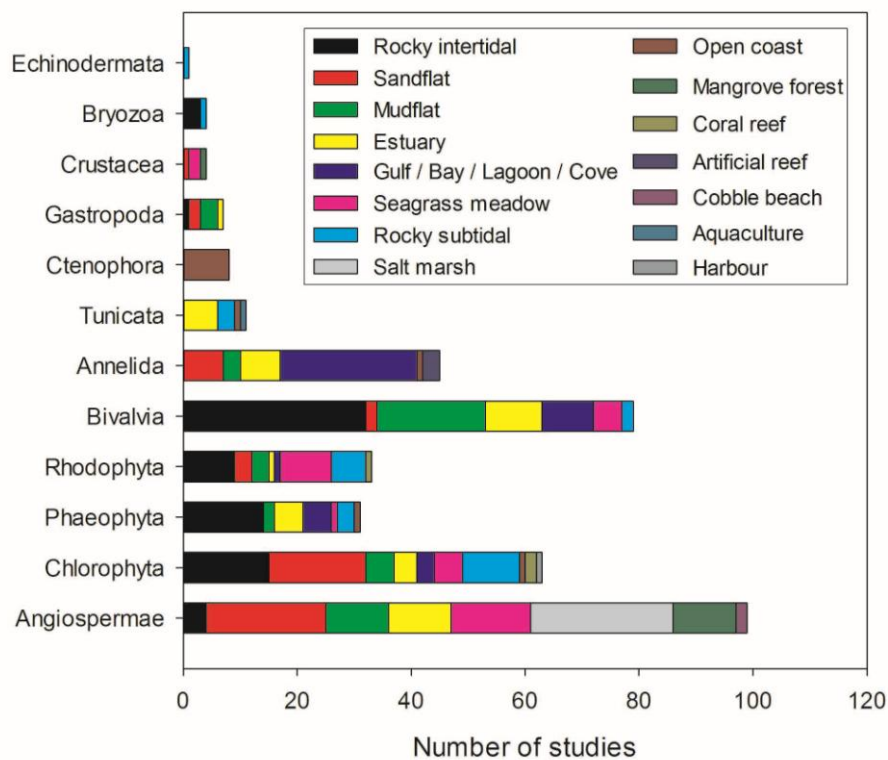 Echinodermata
Bryozoa
Crustacea
Gastropoda
Ctenophora
Tunicata
Annelida
Bivalvia
Rhodophyta
Phaeophyta
Chlorophyta
Angiospermae
Rocky intertidal
Sandflat
Mudflat
Estuary
Gulf / Bay / Lagoon / Cove
Seagrass meadow
Rocky subtidal
Salt marsh
Open coast
Mangrove forest
Coral reef
Artificial reef
Cobble beach
Aquaculture
Harbour
0 20 40 60 80 100 120
Number of studies